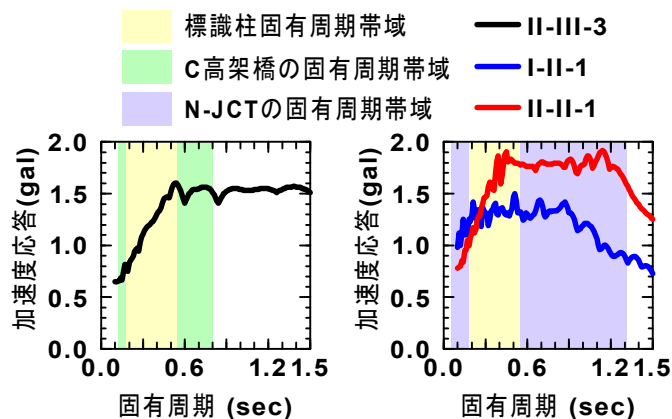 標識柱固有周期帯域
II-III-3
C高架橋の固有周期帯域
I-II-1
N-JCTの固有周期帯域
II-II-1
加速度応答(gal)
2.0
1.5
1.0
0.5
0.0
0.0 0.6 1.2 1.5
固有周期 (sec)
加速度応答(gal)
2.0
1.5
1.0
0.5
0.0
0.0 0.6 1.2 1.5
固有周期 (sec)